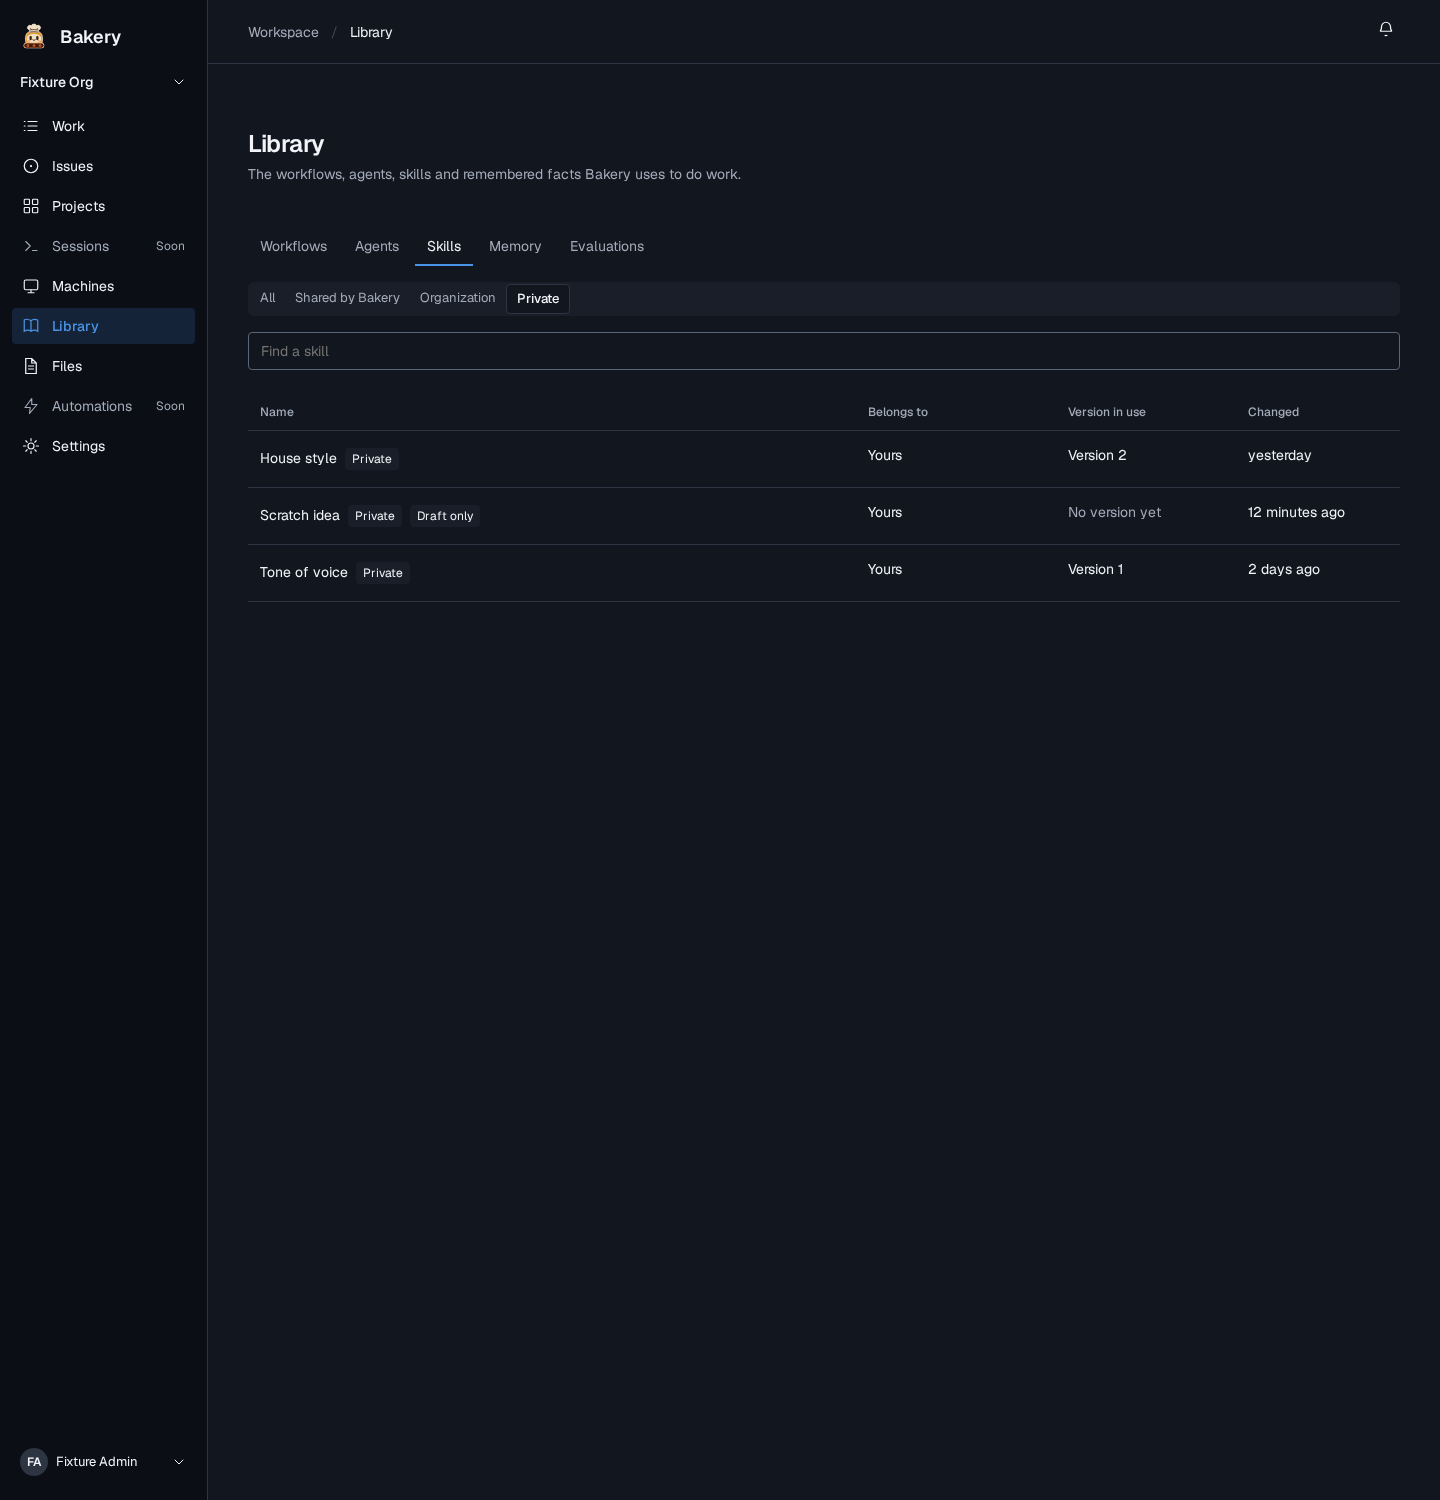 Bakery
Fixture Org
Work
Issues
Projects
Sessions Soon
Machines
Library
Files
Automations Soon
Settings
FA Fixture Admin
Workspace / Library
Library
The workflows, agents, skills and remembered facts Bakery uses to do work.
Workflows Agents Skills Memory Evaluations
All Shared by Bakery Organization Private
Find a skill
Name Belongs to Version in use Changed
House style Private Yours Version 2 yesterday
Scratch idea Private Draft only Yours No version yet 12 minutes ago
Tone of voice Private Yours Version 1 2 days ago